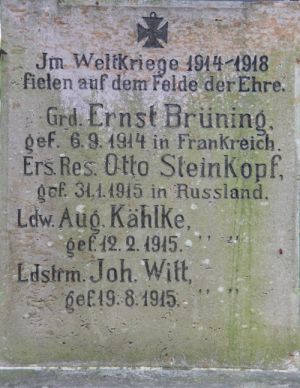 Jm Weltkriege 1914-1918
fielen auf dem Felde der Ehre.
Grd. Ernst Brüning,
gef. 6.9.1914 in Frankreich.
Ers. Res. Otto Steinkopf,
gef. 31.1.1915 in Russland.
Ldw. Aug. Kählke,
gef. 12.2.1915. " "
Ldstrm. Joh. Witt,
gef. 19.8.1915. " "